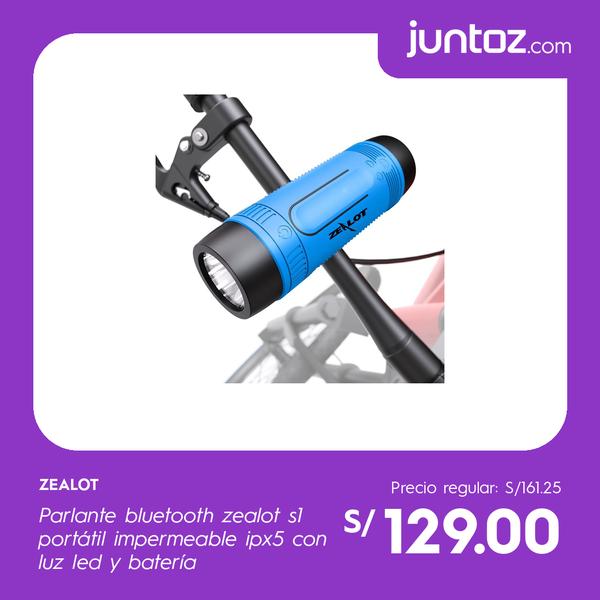 juntoz.com
ZEALOT
ZEALOT
Parlante bluetooth zealot s1
portátil impermeable ipx5 con
luz led y batería
Precio regular: S/161.25
S/129.00